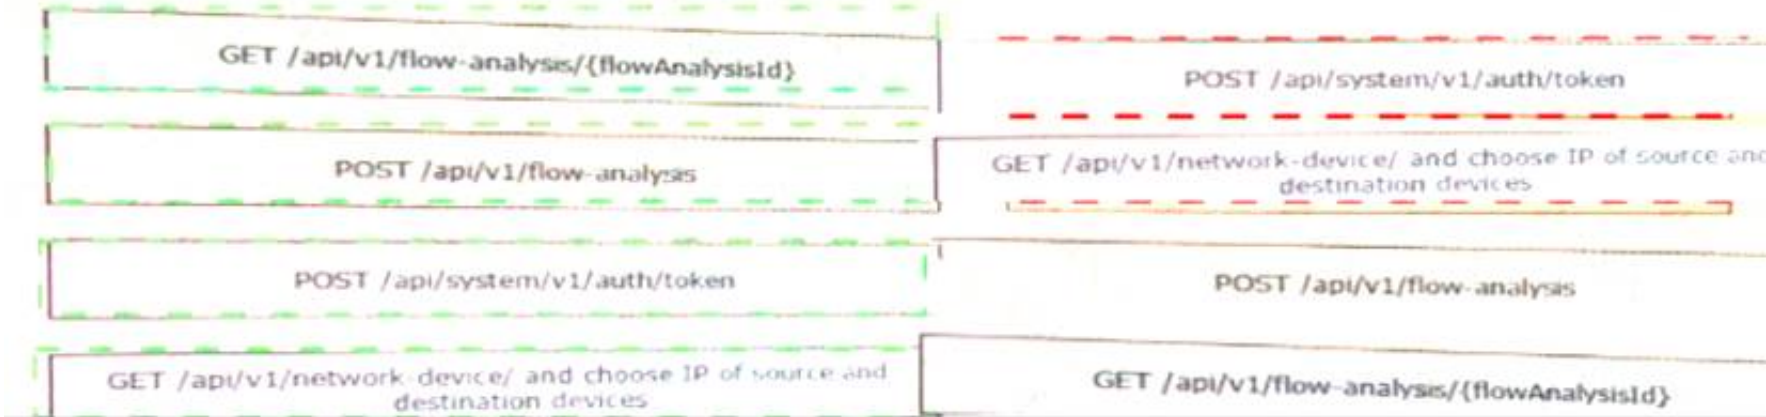 GET /api/v1/flow-analysis/{flowAnalysisId}
POST /api/v1/flow-analysis
POST /api/system/v1/auth/token
GET /api/v1/network-device/ and choose IP of source and
destination devices
POST /api/system/v1/auth/token
GET /api/v1/network-device/ and choose IP of source and
destination devices
POST /api/v1/flow-analysis
GET /api/v1/flow-analysis/{flowAnalysisId}